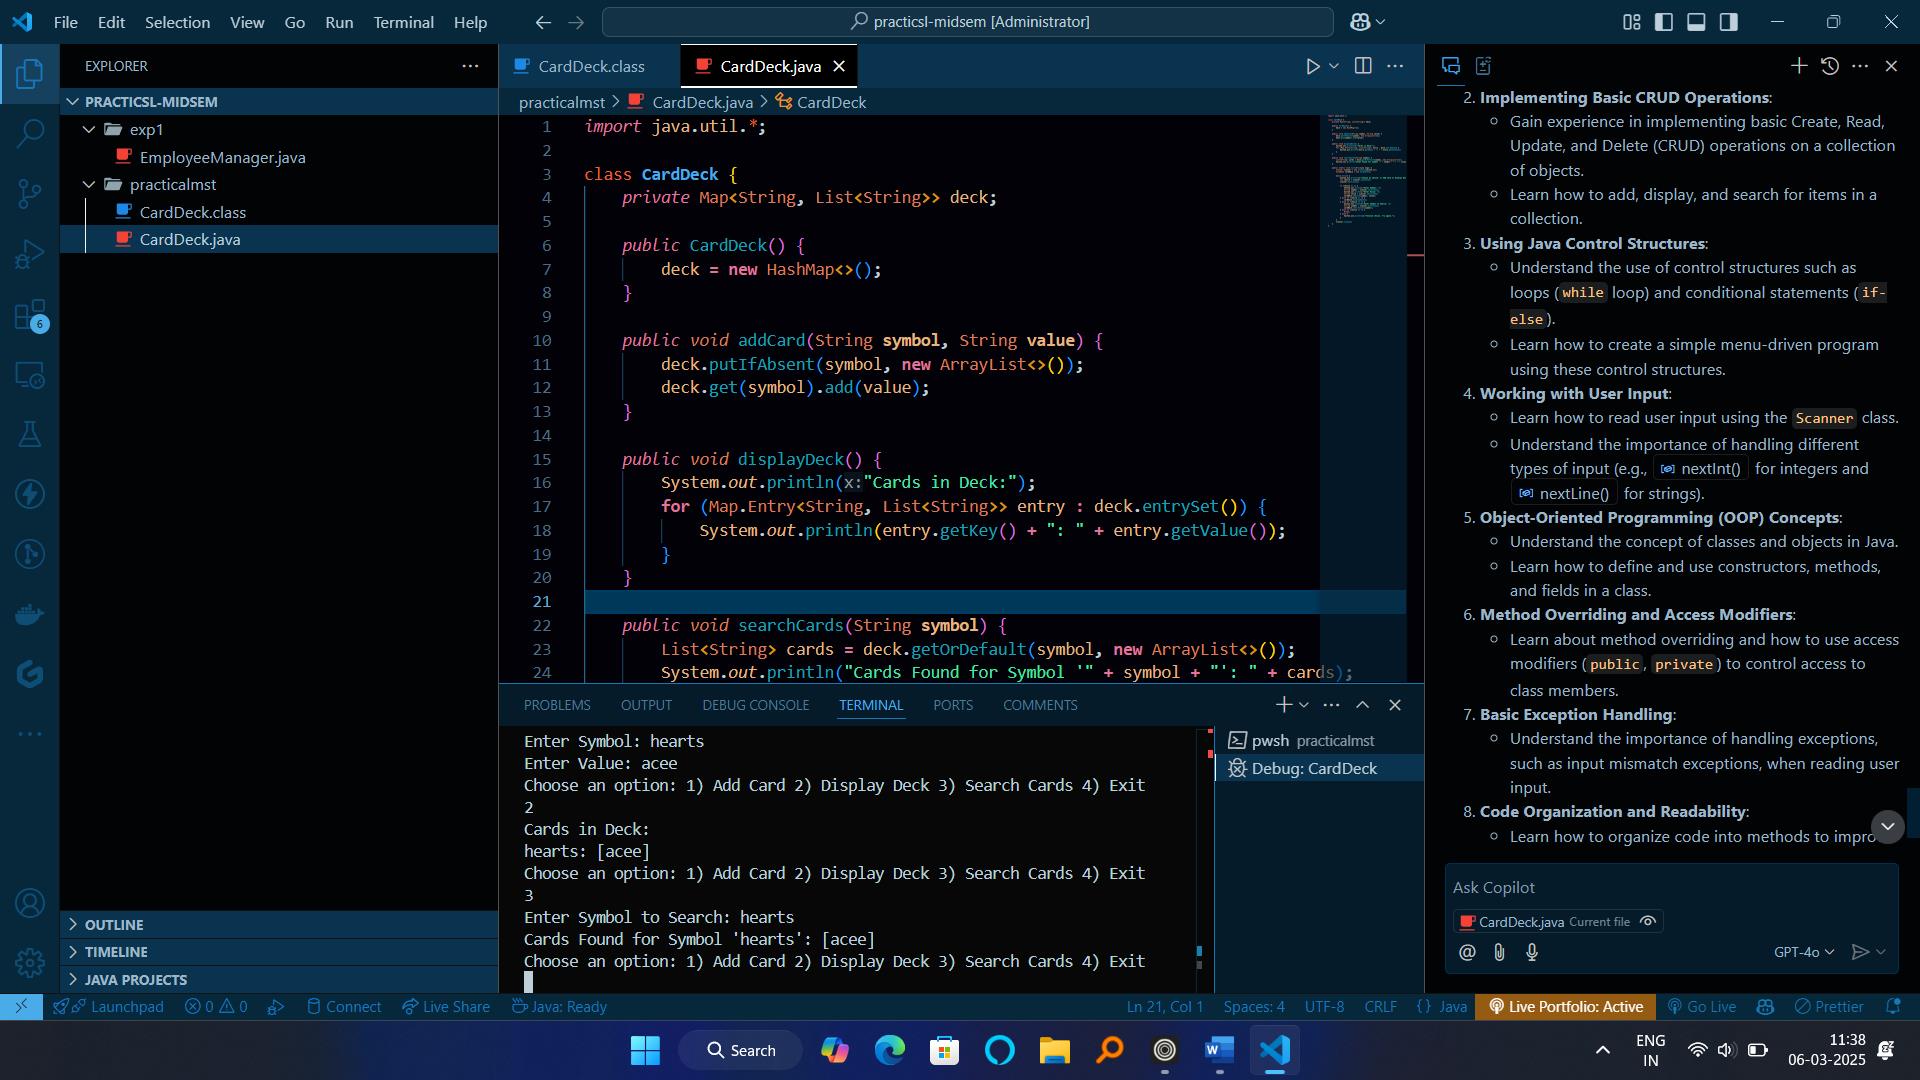 File Edit Selection View Go Run Terminal Help
practicsl-midsem [Administrator]
EXPLORER
PRACTICSL-MIDSEM
exp1
EmployeeManager.java
practicalmst
CardDeck.class
CardDeck.java
6
OUTLINE
TIMELINE
JAVA PROJECTS
CardDeck.class
CardDeck.java
practicalmst > CardDeck.java > CardDeck
1 import java.util.*;
2
3 class CardDeck {
4 private Map<String, List<String>> deck;
5
6 public CardDeck() {
7 deck = new HashMap<>();
8 }
9
10 public void addCard(String symbol, String value) {
11 deck.putIfAbsent(symbol, new ArrayList<>());
12 deck.get(symbol).add(value);
13 }
14
15 public void displayDeck() {
16 System.out.println(x:"Cards in Deck:");
17 for (Map.Entry<String, List<String>> entry : deck.entrySet()) {
18 System.out.println(entry.getKey() + ": " + entry.getValue());
19 }
20 }
21
22 public void searchCards(String symbol) {
23 List<String> cards = deck.getOrDefault(symbol, new ArrayList<>());
24 System.out.println("Cards Found for Symbol '" + symbol + "': " + cards);
PROBLEMS OUTPUT DEBUG CONSOLE TERMINAL PORTS COMMENTS
Enter Symbol: hearts
Enter Value: acee
Choose an option: 1) Add Card 2) Display Deck 3) Search Cards 4) Exit
2
Cards in Deck:
hearts: [acee]
Choose an option: 1) Add Card 2) Display Deck 3) Search Cards 4) Exit
3
Enter Symbol to Search: hearts
Cards Found for Symbol 'hearts': [acee]
Choose an option: 1) Add Card 2) Display Deck 3) Search Cards 4) Exit
pwsh practicalmst
Debug: CardDeck
2. Implementing Basic CRUD Operations:
Gain experience in implementing basic Create, Read,
Update, and Delete (CRUD) operations on a collection
of objects.
Learn how to add, display, and search for items in a
collection.
3. Using Java Control Structures:
Understand the use of control structures such as
loops (while loop) and conditional statements (if-
else).
Learn how to create a simple menu-driven program
using these control structures.
4. Working with User Input:
Learn how to read user input using the Scanner class.
Understand the importance of handling different
types of input (e.g., nextInt() for integers and
nextLine() for strings).
5. Object-Oriented Programming (OOP) Concepts:
Understand the concept of classes and objects in Java.
Learn how to define and use constructors, methods,
and fields in a class.
6. Method Overriding and Access Modifiers:
Learn about method overriding and how to use access
modifiers (public, private) to control access to
class members.
7. Basic Exception Handling:
Understand the importance of handling exceptions,
such as input mismatch exceptions, when reading user
input.
8. Code Organization and Readability:
Learn how to organize code into methods to impro
Ask Copilot
CardDeck.java Current file
@ GPT-4o
Launchpad 0 0 Connect Live Share Java: Ready Ln 21, Col 1 Spaces: 4 UTF-8 CRLF {} Java Live Portfolio: Active Go Live Prettier
Search
ENG
IN
11:38
06-03-2025